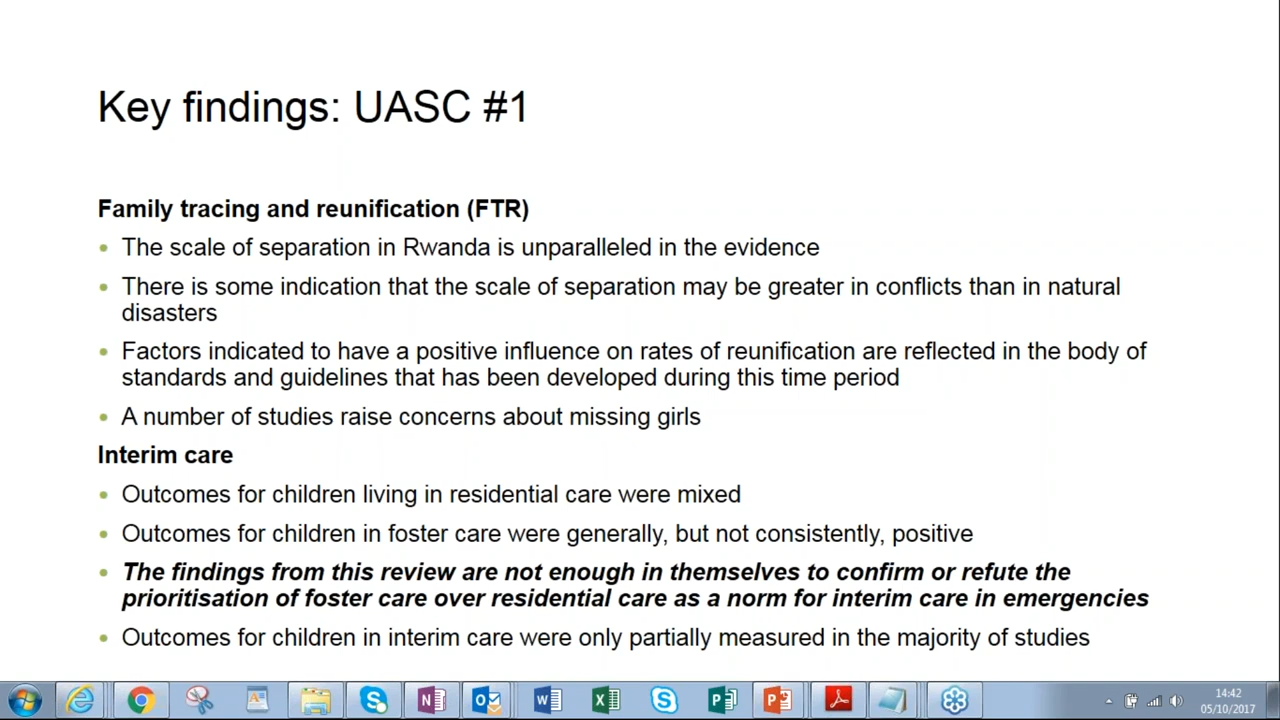 Key findings: UASC #1
Family tracing and reunification (FTR)
• The scale of separation in Rwanda is unparalleled in the evidence
• There is some indication that the scale of separation may be greater in conflicts than in natural
disasters
• Factors indicated to have a positive influence on rates of reunification are reflected in the body of
standards and guidelines that has been developed during this time period
• A number of studies raise concerns about missing girls
Interim care
• Outcomes for children living in residential care were mixed
• Outcomes for children in foster care were generally, but not consistently, positive
• The findings from this review are not enough in themselves to confirm or refute the
prioritisation of foster care over residential care as a norm for interim care in emergencies
• Outcomes for children in interim care were only partially measured in the majority of studies
14:42
05/10/2017